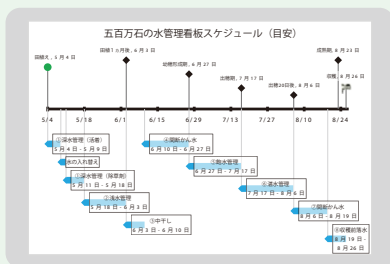 五百万石の水管理看板スケジュール（目安）
田植え, 5 月 4 日
田植1ヵ月後, 6 月 3 日
幼穂形成期, 6 月 27 日
出穂期, 7 月 17 日
出穂20日後, 8 月 6 日
成熟期, 8 月 23 日
収穫, 8 月 26 日
5/4
5/18
6/1
6/15
6/29
7/13
7/27
8/10
8/24
①深水管理（活着）
5 月 4 日 - 5 月 9 日
水の入れ替え
①深水管理（除草剤）
5 月 11 日 - 5 月 18 日
②浅水管理
5 月 18 日 - 6 月 3 日
③中干し
6 月 3 日 - 6 月 10 日
④間断かん水
6 月 10 日 - 6 月 27 日
⑤飽水管理
6 月 27 日 - 7 月 17 日
⑥湛水管理
7 月 17 日 - 8 月 6 日
⑦間断かん水
8 月 6 日 - 8 月 19 日
⑧収穫前落水
8 月 19 日 -
8 月 26 日